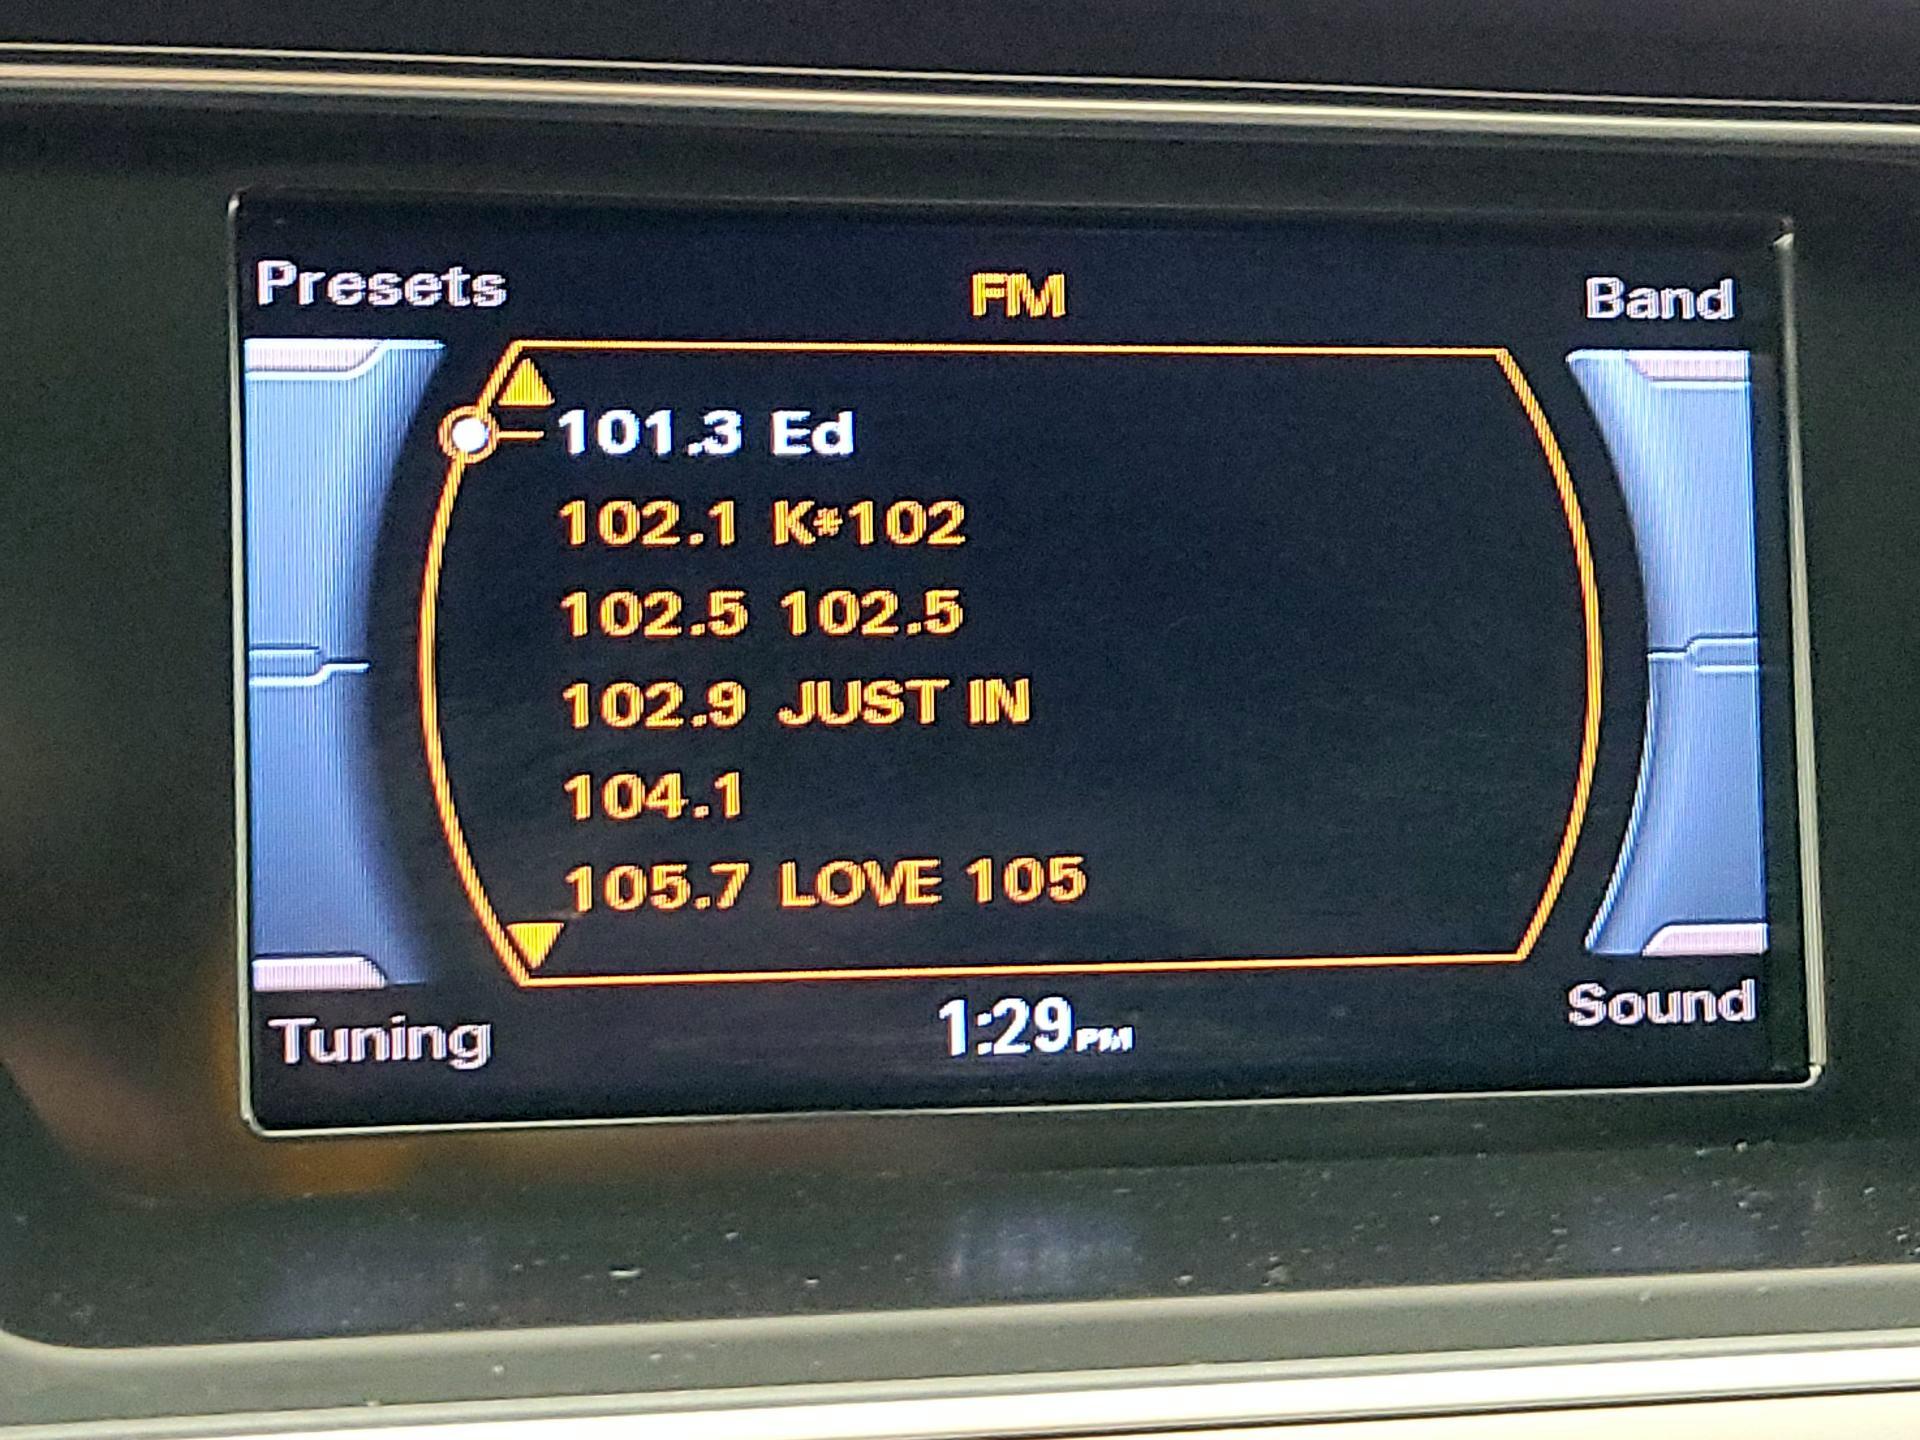 Presets FM Band
101.3 Ed
102.1 K*102
102.5 102.5
102.9 JUST IN
104.1
105.7 LOVE 105
Tuning 1:29PM Sound